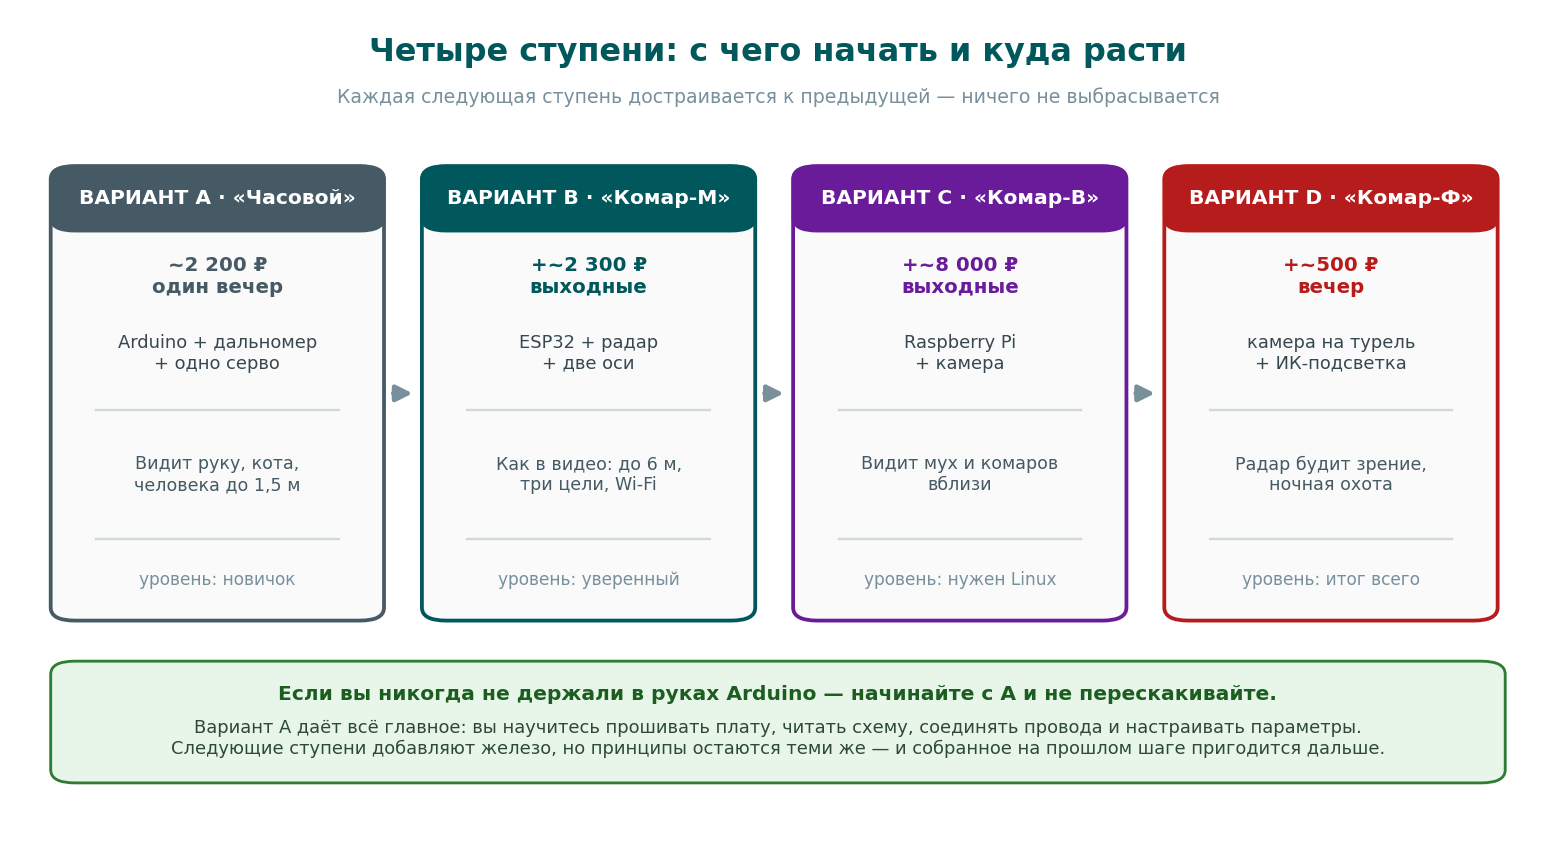 Четыре ступени: с чего начать и куда расти
Каждая следующая ступень достраивается к предыдущей — ничего не выбрасывается
ВАРИАНТ A · «Часовой»
~2 200 ₽
один вечер
Arduino + дальномер
+ одно серво
Видит руку, кота,
человека до 1,5 м
уровень: новичок
ВАРИАНТ B · «Комар-М»
+~2 300 ₽
выходные
ESP32 + радар
+ две оси
Как в видео: до 6 м,
три цели, Wi-Fi
уровень: уверенный
ВАРИАНТ C · «Комар-В»
+~8 000 ₽
выходные
Raspberry Pi
+ камера
Видит мух и комаров
вблизи
уровень: нужен Linux
ВАРИАНТ D · «Комар-Ф»
+~500 ₽
вечер
камера на турель
+ ИК-подсветка
Радар будит зрение,
ночная охота
уровень: итог всего
Если вы никогда не держали в руках Arduino — начинайте с A и не перескакивайте.
Вариант A даёт всё главное: вы научитесь прошивать плату, читать схему, соединять провода и настраивать параметры.
Следующие ступени добавляют железо, но принципы остаются теми же — и собранное на прошлом шаге пригодится дальше.